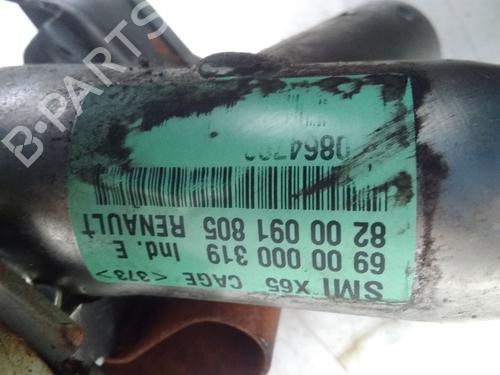 SMI X65 CAGE <373>
69 00 000 319 Ind. E
82 00 091 805 RENAULT
B-PARTS